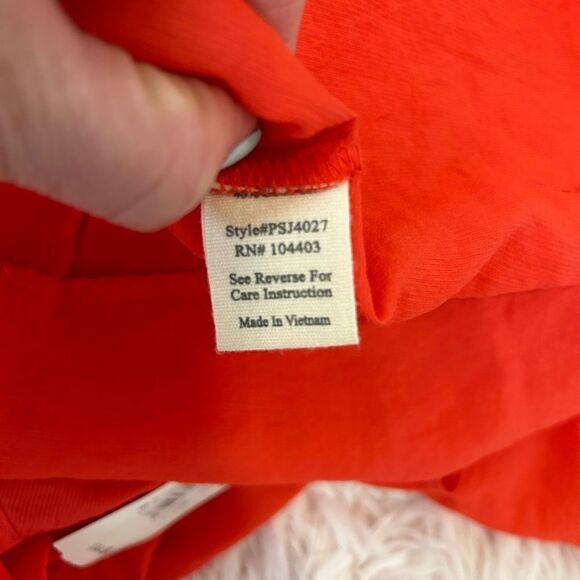 Style#PSJ4027
RN# 104403
See Reverse For
Care Instruction
Made In Vietnam